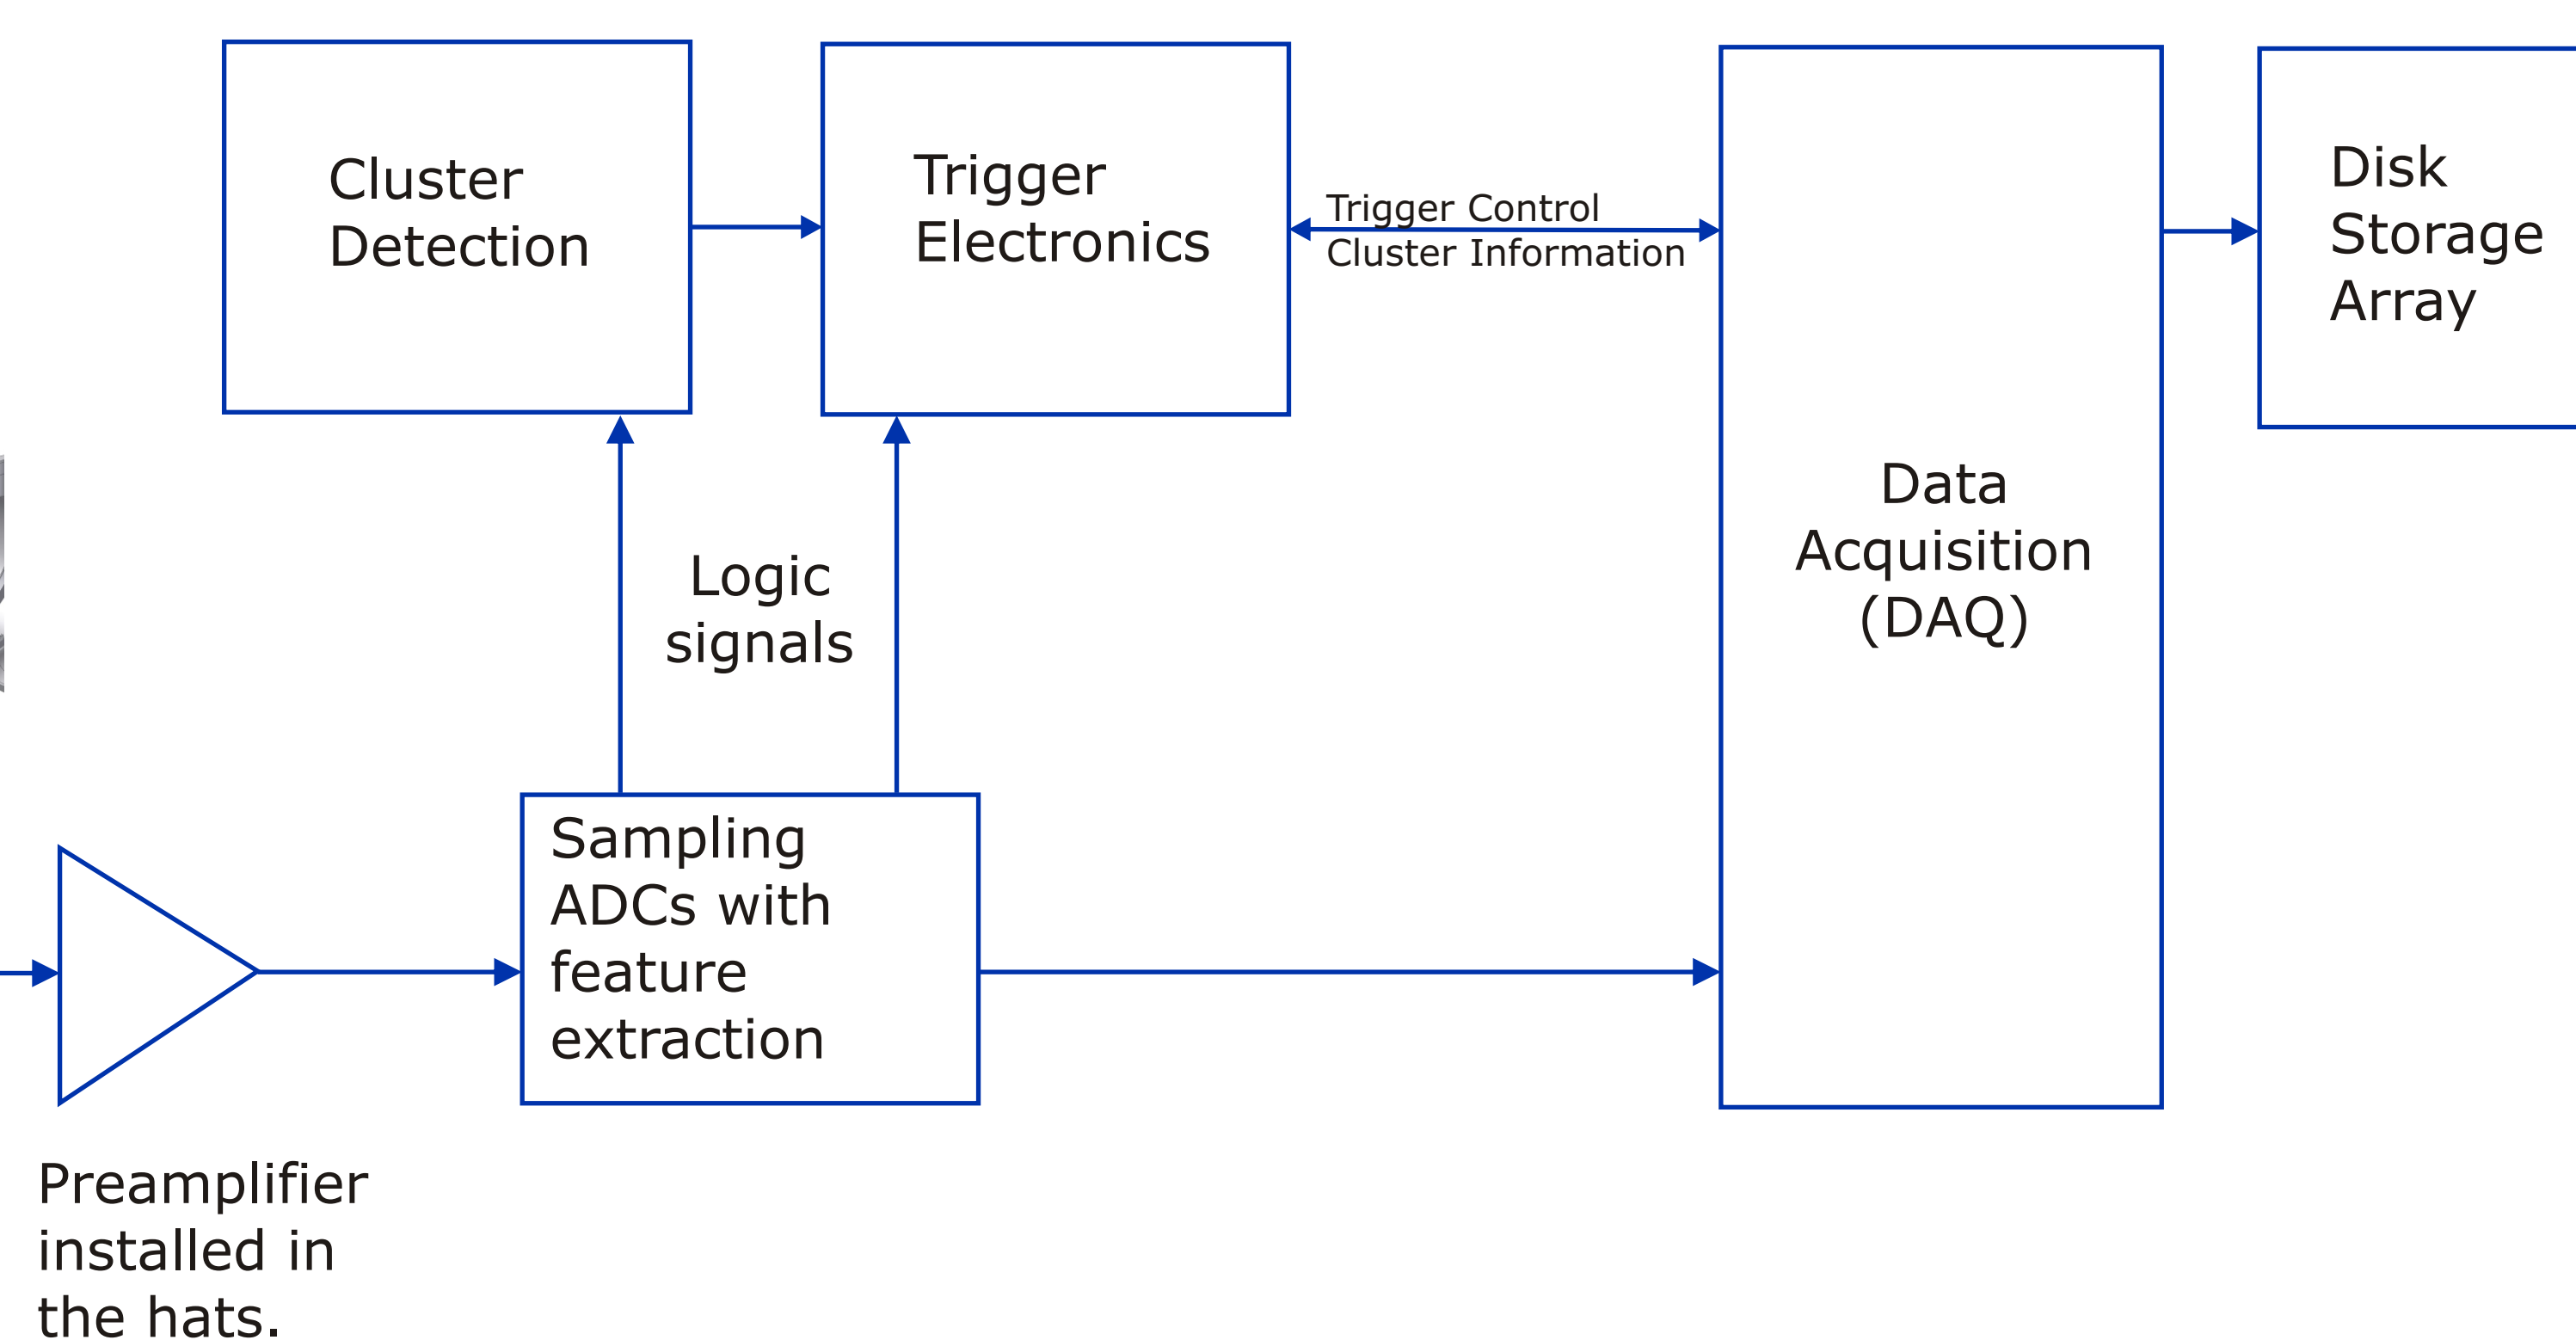 Cluster
Detection
Trigger
Electronics
Trigger Control
Cluster Information
Disk
Storage
Array
Data
Acquisition
(DAQ)
Logic
signals
Sampling
ADCs with
feature
extraction
Preamplifier
installed in
the hats.